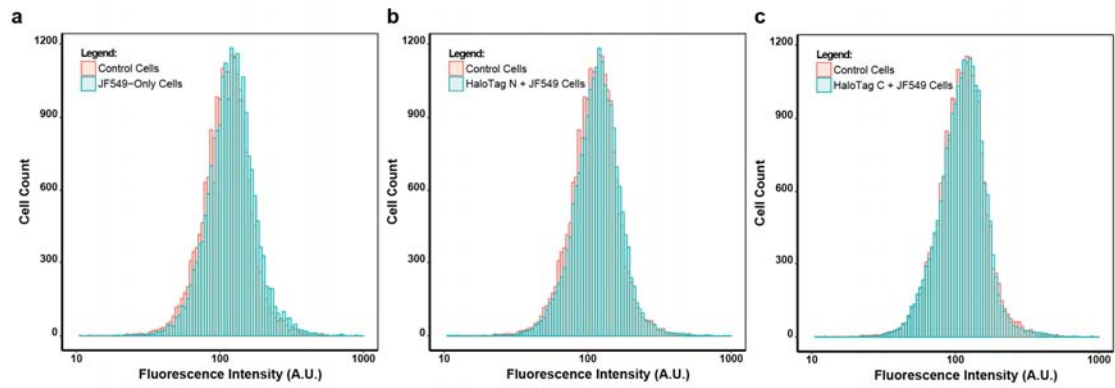 a
Legend:
Control Cells
JF549-Only Cells
1200
900
600
300
0
Cell Count
10 100 1000
Fluorescence Intensity (A.U.)
b
Legend:
Control Cells
HaloTag N + JF549 Cells
1200
900
600
300
0
Cell Count
10 100 1000
Fluorescence Intensity (A.U.)
c
Legend:
Control Cells
HaloTag C + JF549 Cells
1200
900
600
300
0
Cell Count
10 100 1000
Fluorescence Intensity (A.U.)